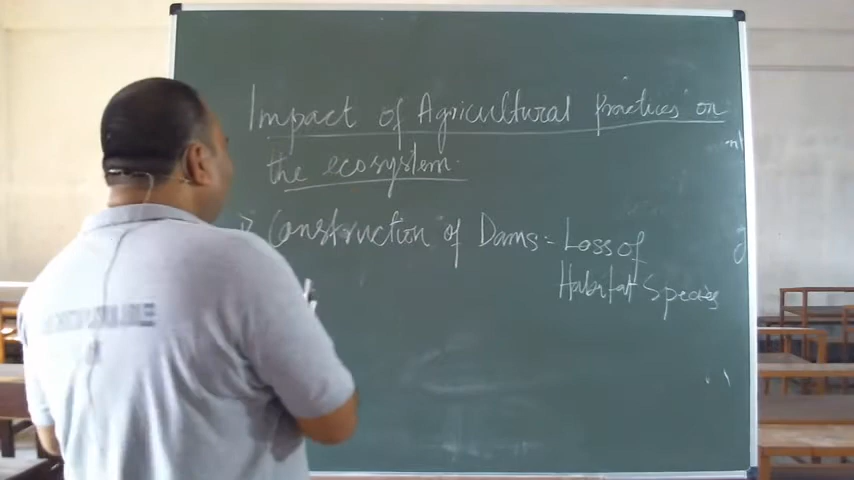 Impact of Agricultural Practices on
the ecosystem.
Construction of Dams:- Loss of
Habitat Species